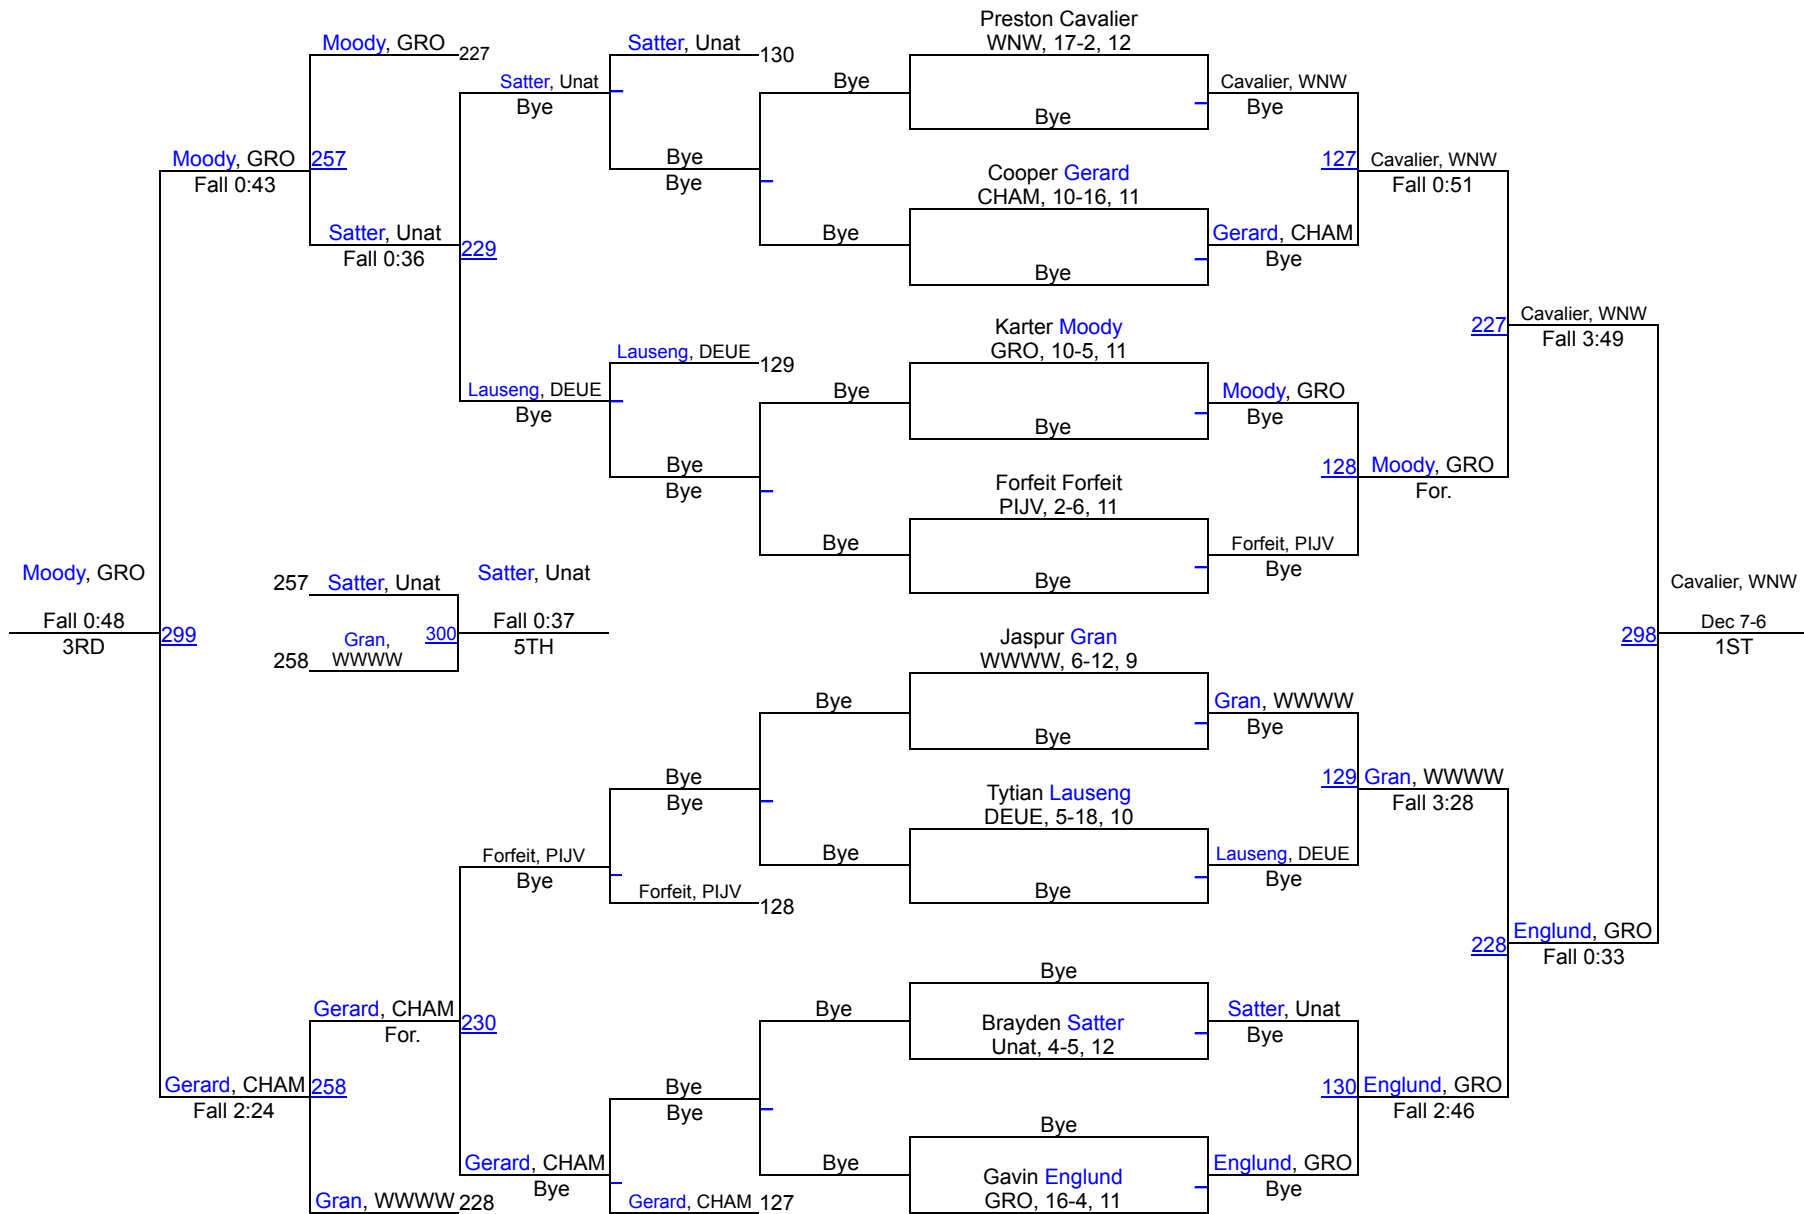 Preston Cavalier
WNW, 17-2, 12
Bye
Cooper Gerard
CHAM, 10-16, 11
Bye
Karter Moody
GRO, 10-5, 11
Bye
Forfeit Forfeit
PIJV, 2-6, 11
Bye
Jaspur Gran
WWWW, 6-12, 9
Bye
Tytian Lauseng
DEUE, 5-18, 10
Bye
Bye
Brayden Satter
Unat, 4-5, 12
Bye
Gavin Englund
GRO, 16-4, 11
Cavalier, WNW
Bye
Gerard, CHAM
Bye
Moody, GRO
Bye
Forfeit, PIJV
Bye
Gran, WWWW
Bye
Lauseng, DEUE
Bye
Satter, Unat
Bye
Englund, GRO
Bye
127
Cavalier, WNW
Fall 0:51
128
Moody, GRO
For.
129
Gran, WWWW
Fall 3:28
130
Englund, GRO
Fall 2:46
227
Cavalier, WNW
Fall 3:49
228
Englund, GRO
Fall 0:33
298
Cavalier, WNW
Dec 7-6
1ST
Bye
Bye
Bye
Bye
Bye
Bye
Bye
Bye
Satter, Unat
130
Bye
Bye
Lauseng, DEUE
129
Bye
Bye
Bye
Bye
Forfeit, PIJV
128
Bye
Bye
Gerard, CHAM
127
Satter, Unat
Bye
Lauseng, DEUE
Bye
Forfeit, PIJV
Bye
Gerard, CHAM
Bye
Moody, GRO
227
Satter, Unat
Fall 0:36
229
Gerard, CHAM
For.
230
Gran, WWWW
228
Moody, GRO
Fall 0:43
257
Gerard, CHAM
Fall 2:24
258
Moody, GRO
Fall 0:48
3RD
299
257
Satter, Unat
258
Gran,
WWWW
300
Satter, Unat
Fall 0:37
5TH